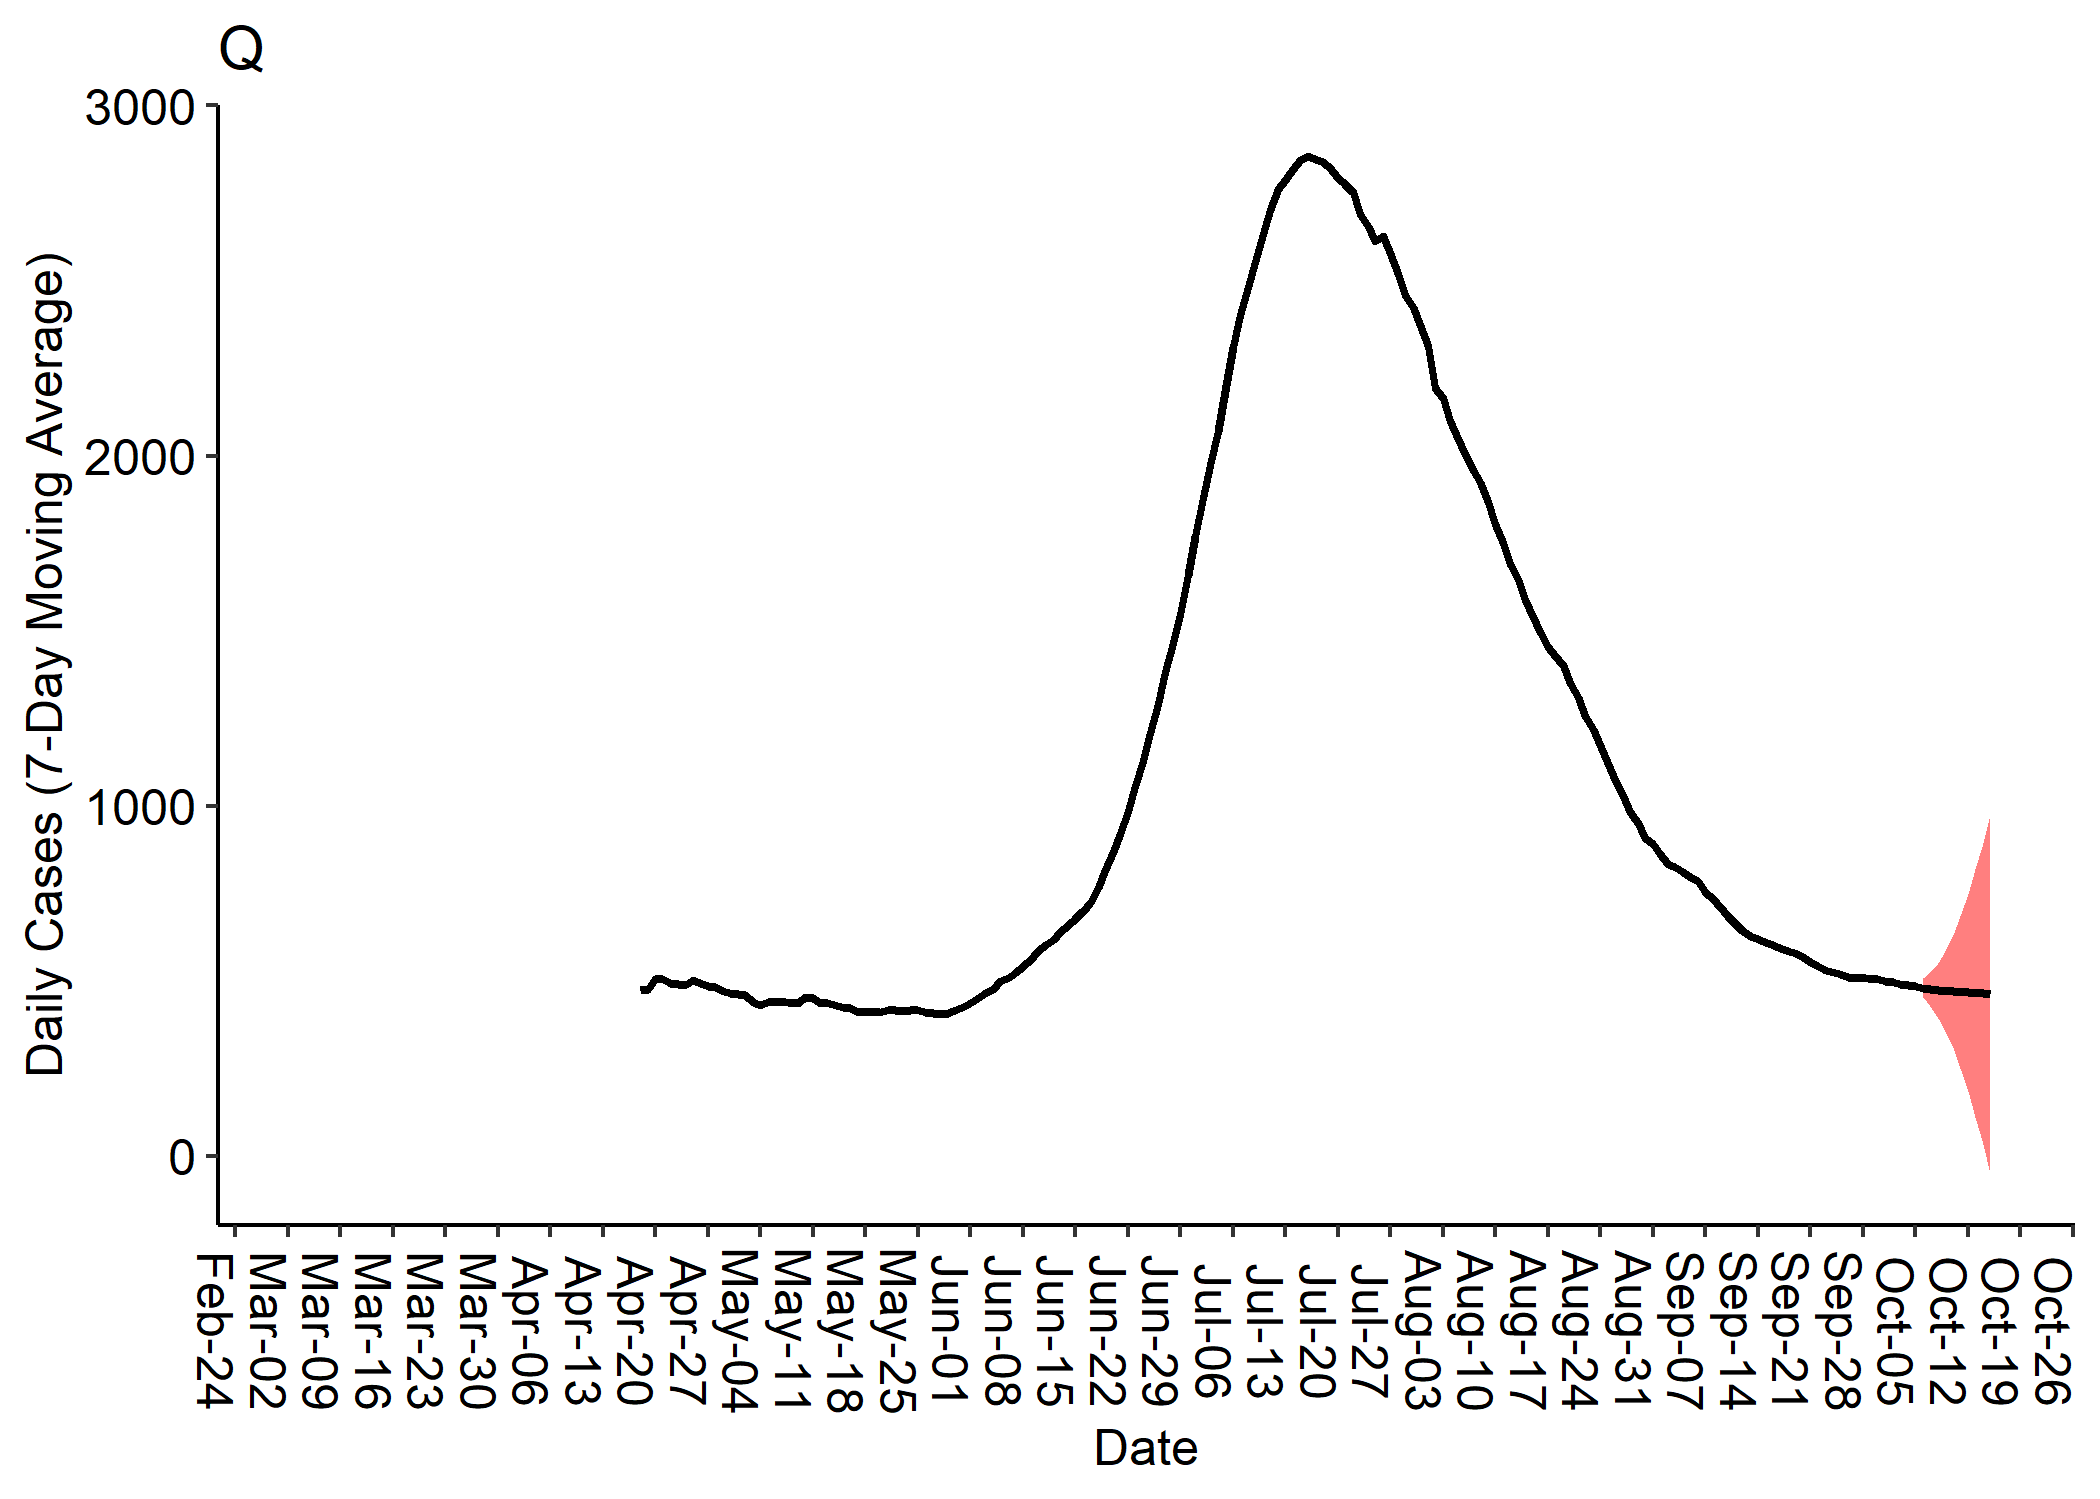 Q
Daily Cases (7-Day Moving Average)
3000
2000
1000
0
Feb-24
Mar-02
Mar-09
Mar-16
Mar-23
Mar-30
Apr-06
Apr-13
Apr-20
Apr-27
May-04
May-11
May-18
May-25
Jun-01
Jun-08
Jun-15
Jun-22
Jun-29
Jul-06
Jul-13
Jul-20
Jul-27
Aug-03
Aug-10
Aug-17
Aug-24
Aug-31
Sep-07
Sep-14
Sep-21
Sep-28
Oct-05
Oct-12
Oct-19
Oct-26
Date